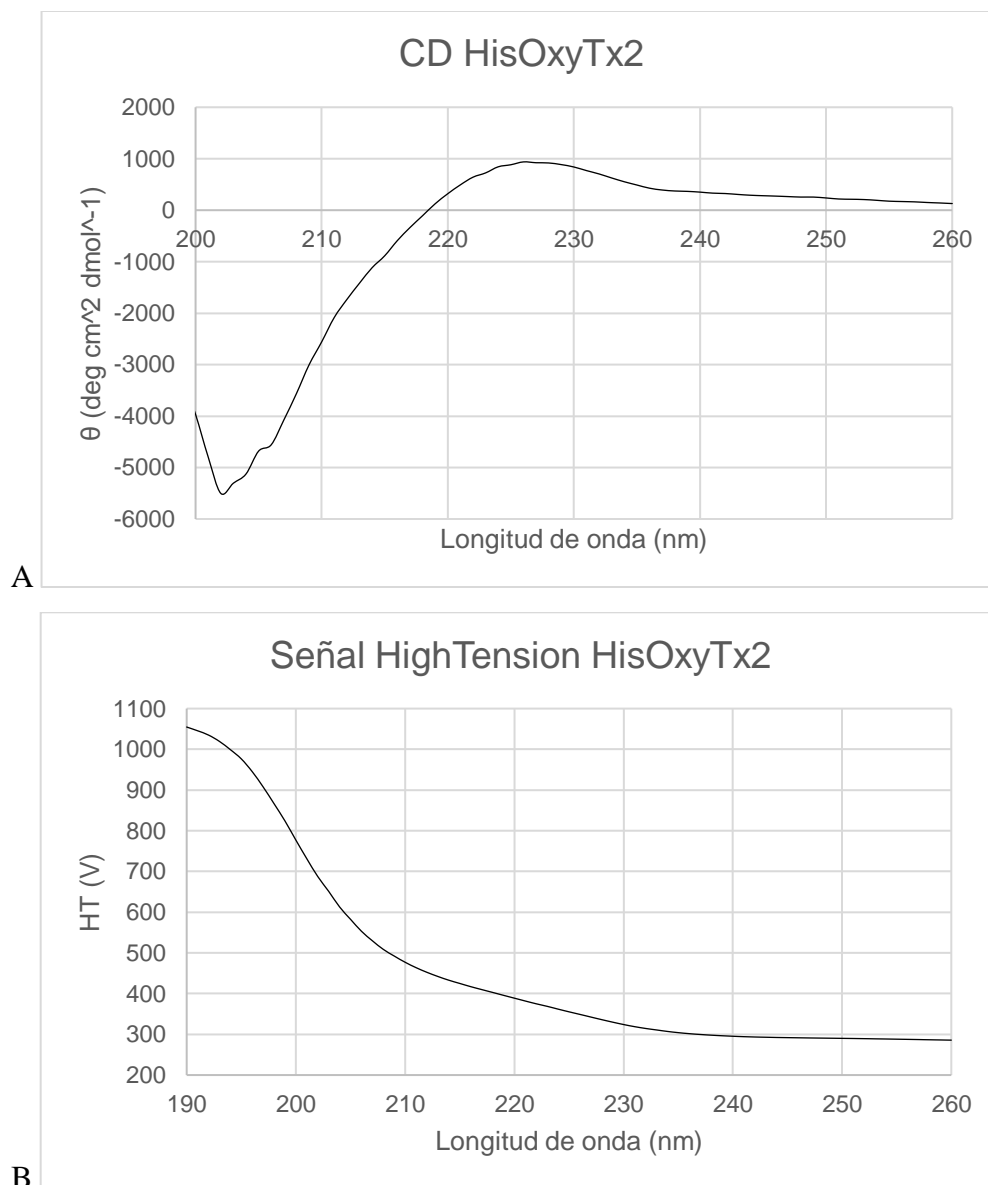 CD HisOxyTx2
2000
1000
0
-1000
-2000
-3000
-4000
-5000
-6000
200 210 220 230 240 250 260
θ (deg cm^2 dmol^-1)
Longitud de onda (nm)
A
Señal HighTension HisOxyTx2
1100
1000
900
800
700
600
500
400
300
200
190 200 210 220 230 240 250 260
HT (V)
Longitud de onda (nm)
B